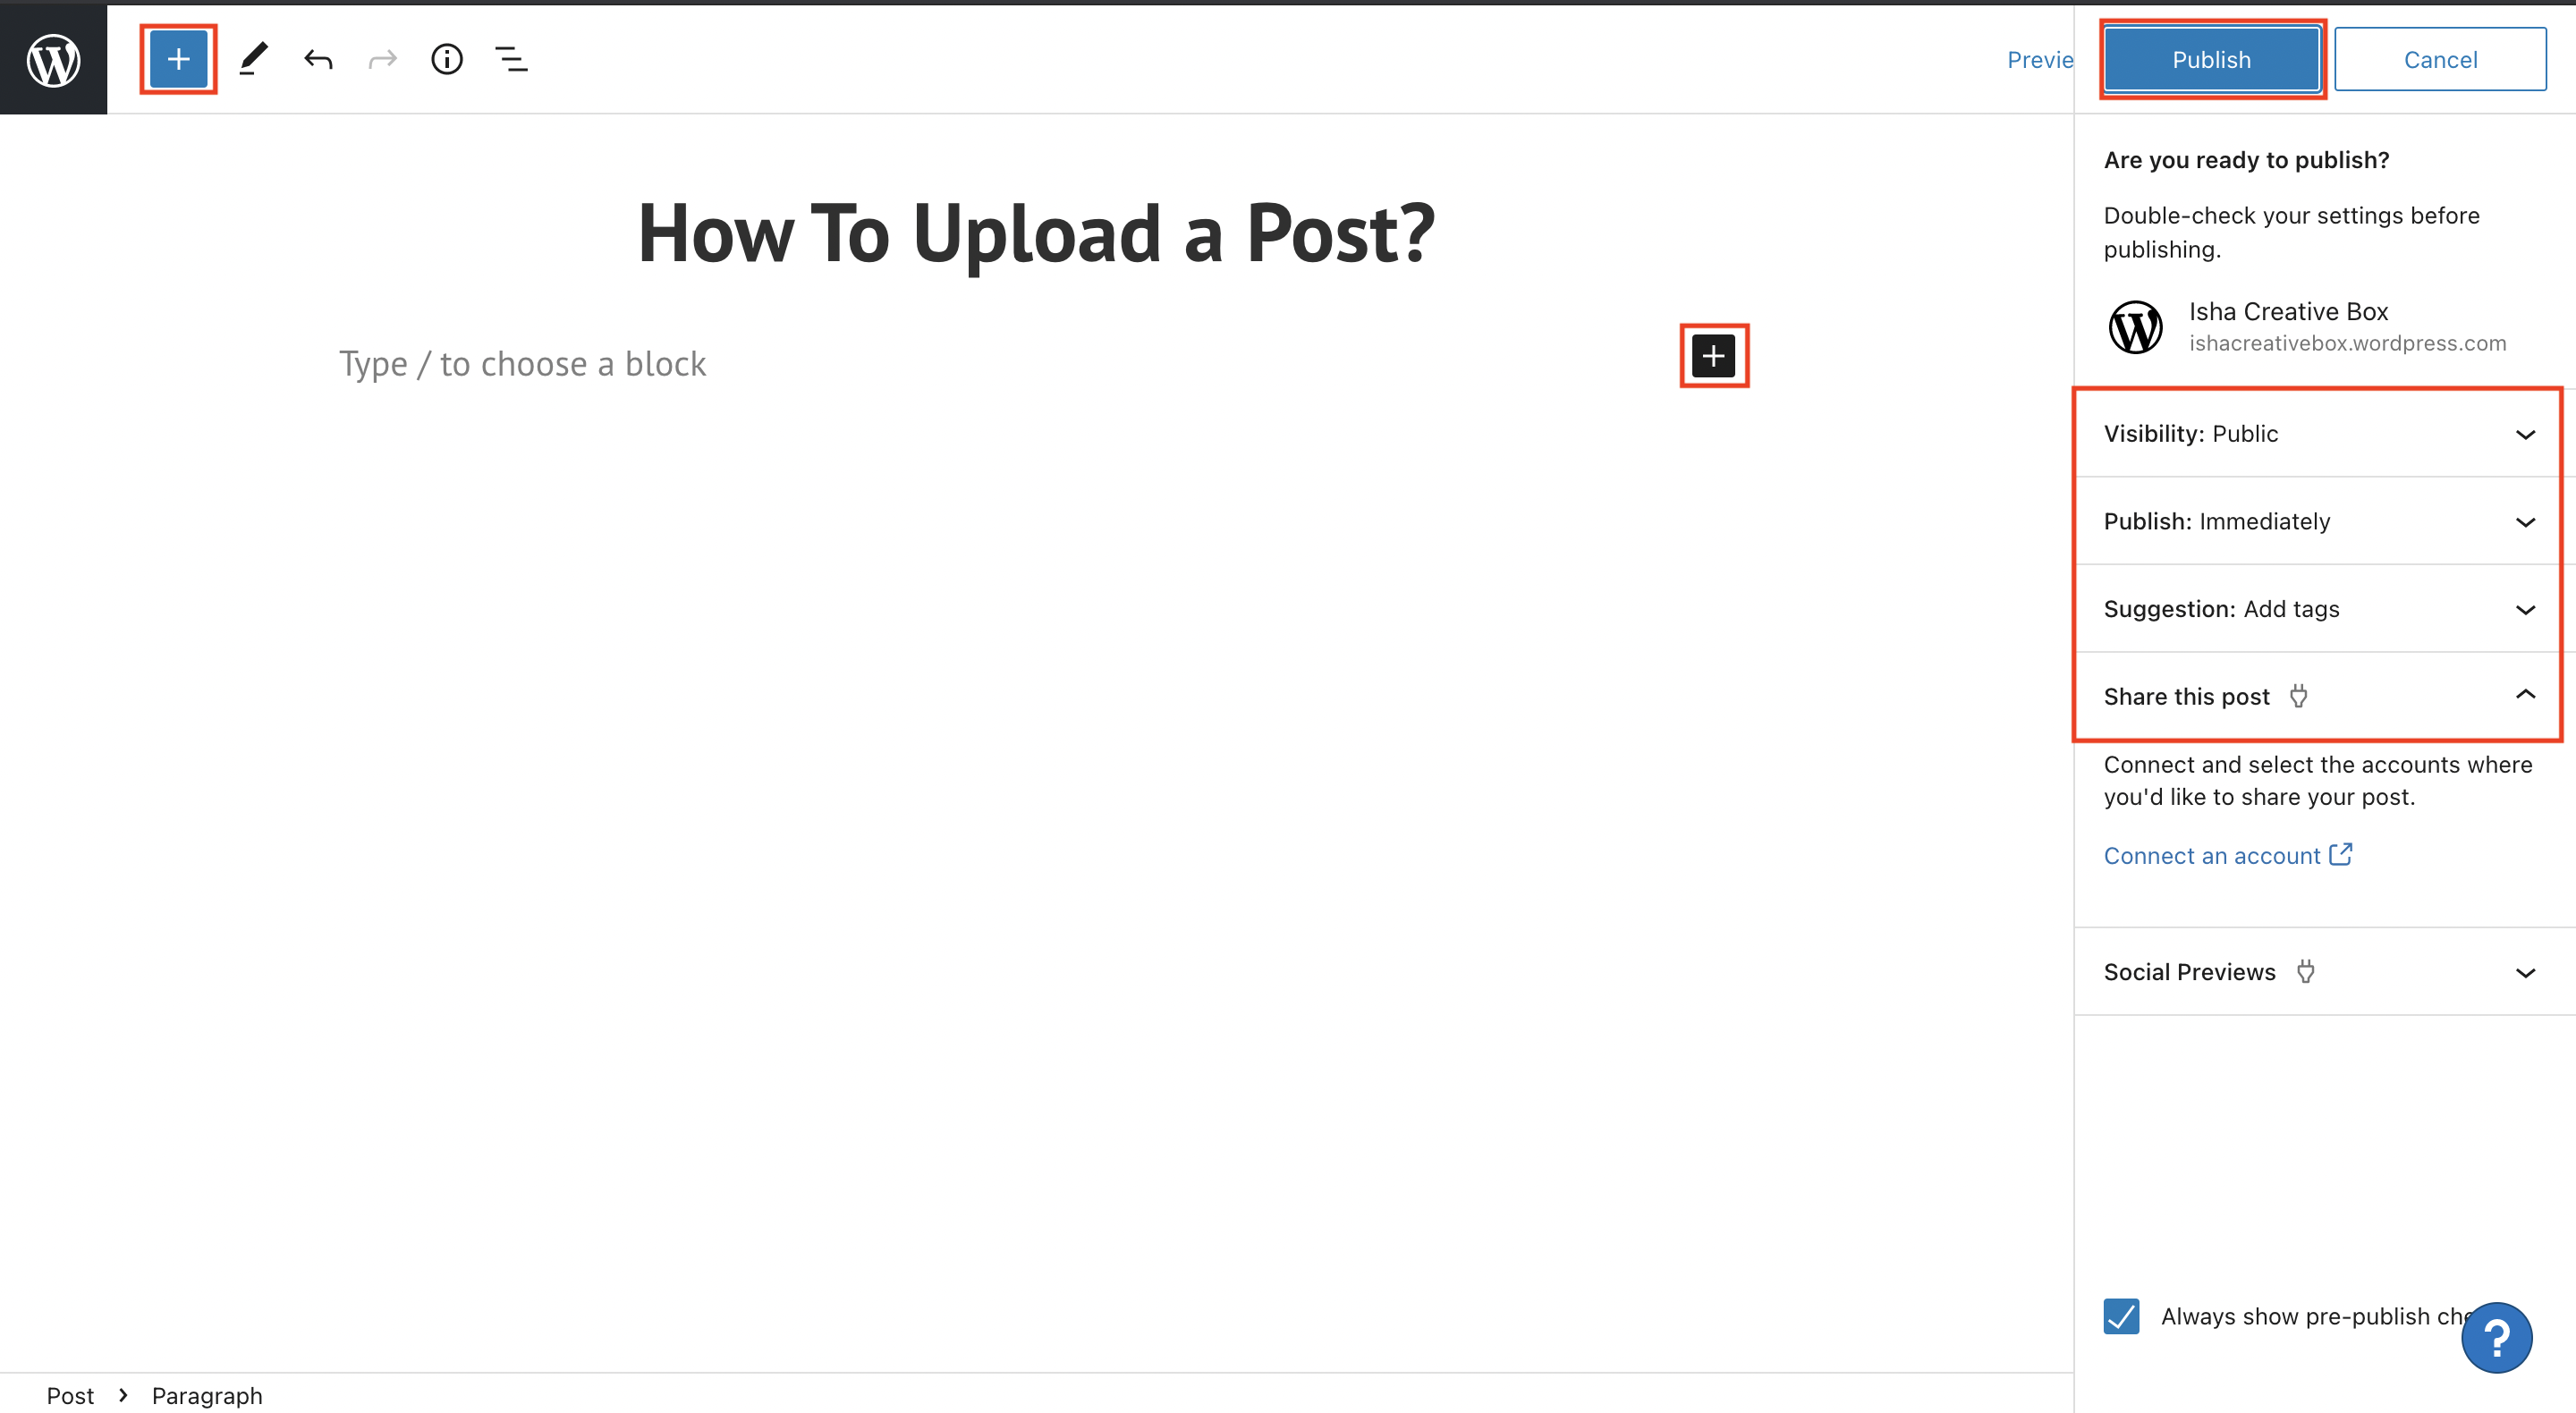 Previe
Publish
Cancel
How To Upload a Post?
Type / to choose a block
Are you ready to publish?
Double-check your settings before
publishing.
Isha Creative Box
ishacreativebox.wordpress.com
Visibility: Public
Publish: Immediately
Suggestion: Add tags
Share this post
Connect and select the accounts where
you'd like to share your post.
Connect an account
Social Previews
Always show pre-publish che
?
Post > Paragraph